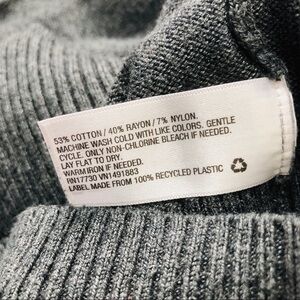 53% COTTON / 40% RAYON / 7% NYLON.
MACHINE WASH COLD WITH LIKE COLORS. GENTLE
CYCLE. ONLY NON-CHLORINE BLEACH IF NEEDED.
LAY FLAT TO DRY.
WARM IRON IF NEEDED.
RN17730 VN1491883
LABEL MADE FROM 100% RECYCLED PLASTIC